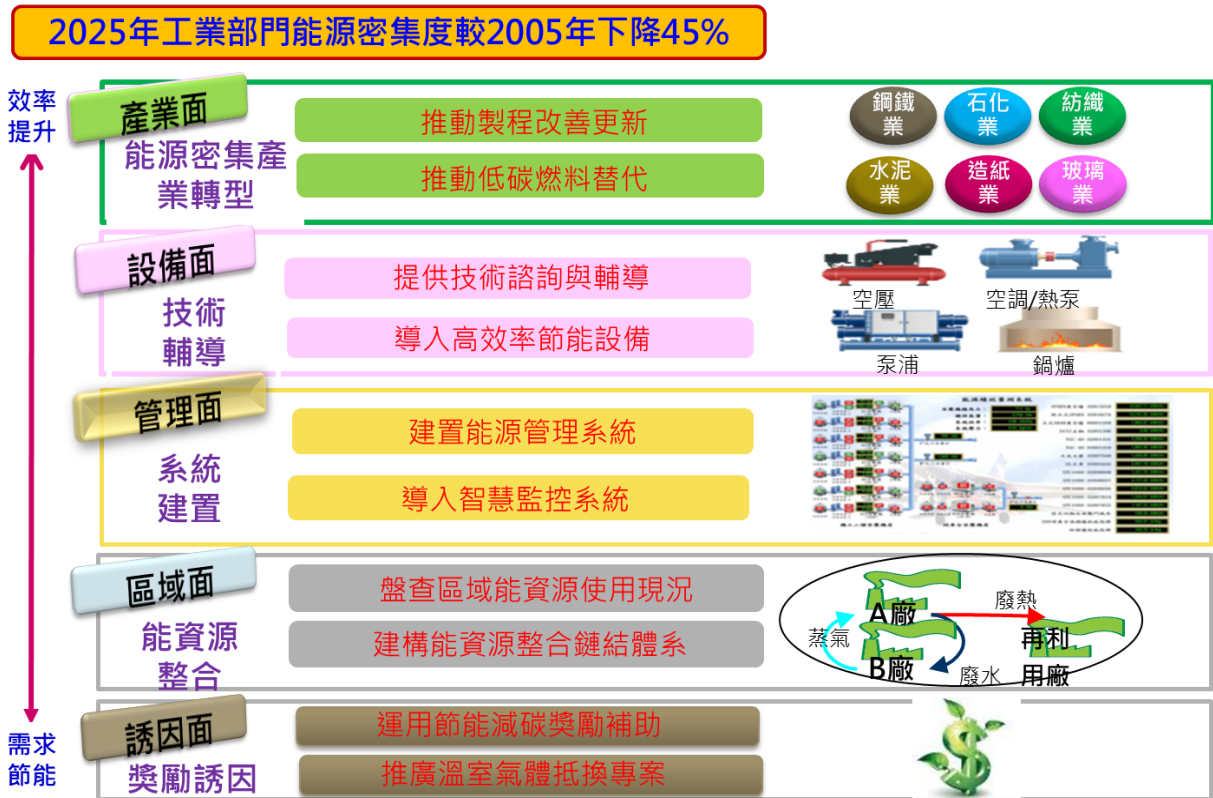 2025年工業部門能源密集度較2005年下降45%
效率
提升
產業面
能源密集產
業轉型
推動製程改善更新
推動低碳燃料替代
鋼鐵
業
石化
業
紡織
業
水泥
業
造紙
業
玻璃
業
設備面
技術
輔導
提供技術諮詢與輔導
導入高效率節能設備
空壓
空調/熱泵
泵浦
鍋爐
管理面
系統
建置
建置能源管理系統
導入智慧監控系統
區域面
能資源
整合
盤查區域能資源使用現況
建構能資源整合鏈結體系
A廠
廢熱
蒸氣
再利
用廠
B廠
廢水
需求
節能
誘因面
獎勵誘因
運用節能減碳獎勵補助
推廣溫室氣體抵換專案